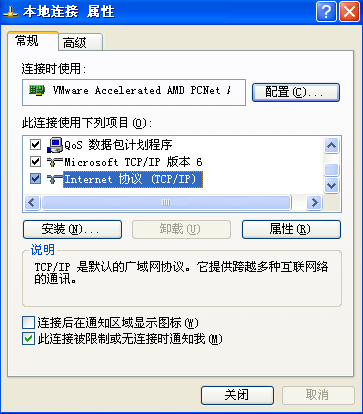 本地连接 属性
常规 高级
连接时使用:
VMware Accelerated AMD PCNet
配置(C)...
此连接使用下列项目(O):
QoS 数据包计划程序
Microsoft TCP/IP 版本 6
Internet 协议 (TCP/IP)
安装(N)... 卸载(U) 属性(R)
说明
TCP/IP 是默认的广域网协议。它提供跨越多种互联网络
的通讯。
连接后在通知区域显示图标(W)
此连接被限制或无连接时通知我(M)
关闭 取消